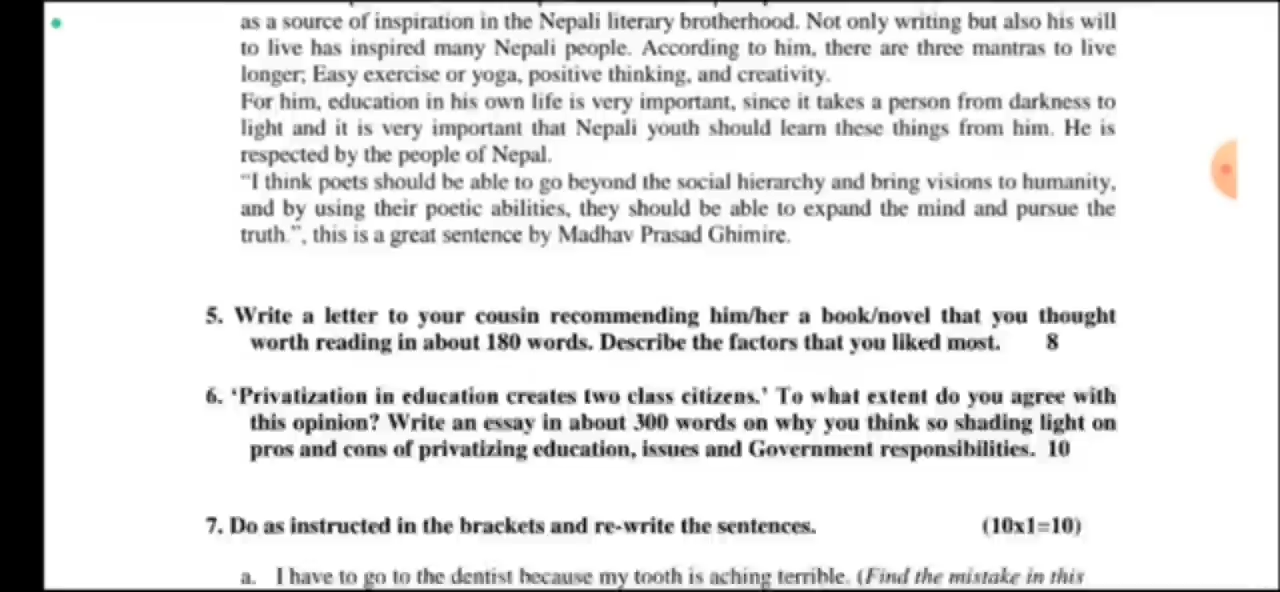 as a source of inspiration in the Nepali literary brotherhood. Not only writing but also his will
to live has inspired many Nepali people. According to him, there are three mantras to live
longer; Easy exercise or yoga, positive thinking, and creativity.
For him, education in his own life is very important, since it takes a person from darkness to
light and it is very important that Nepali youth should learn these things from him. He is
respected by the people of Nepal.
“I think poets should be able to go beyond the social hierarchy and bring visions to humanity,
and by using their poetic abilities, they should be able to expand the mind and pursue the
truth.”, this is a great sentence by Madhav Prasad Ghimire.
5. Write a letter to your cousin recommending him/her a book/novel that you thought
worth reading in about 180 words. Describe the factors that you liked most. 8
6. ‘Privatization in education creates two class citizens.’ To what extent do you agree with
this opinion? Write an essay in about 300 words on why you think so shading light on
pros and cons of privatizing education, issues and Government responsibilities. 10
7. Do as instructed in the brackets and re-write the sentences. (10x1=10)
a. I have to go to the dentist because my tooth is aching terrible. (Find the mistake in this